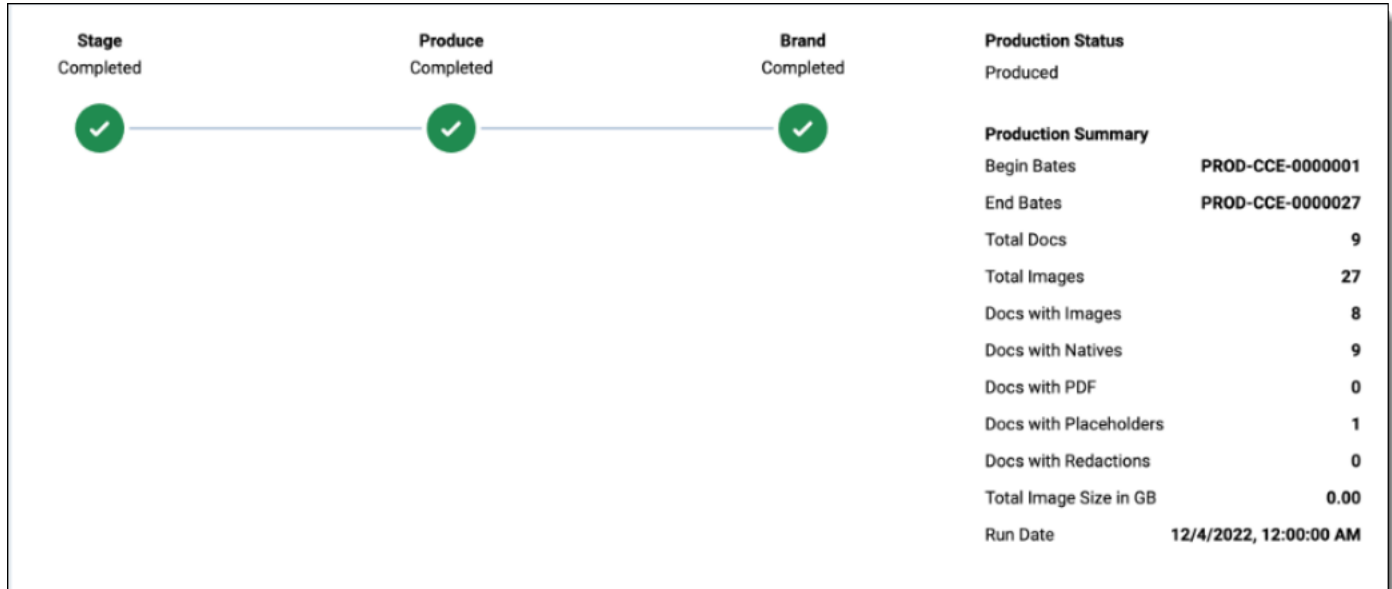 Stage
Completed
Produce
Completed
Brand
Completed
Production Status
Produced
Production Summary
Begin Bates PROD-CCE-0000001
End Bates PROD-CCE-0000027
Total Docs 9
Total Images 27
Docs with Images 8
Docs with Natives 9
Docs with PDF 0
Docs with Placeholders 1
Docs with Redactions 0
Total Image Size in GB 0.00
Run Date 12/4/2022, 12:00:00 AM